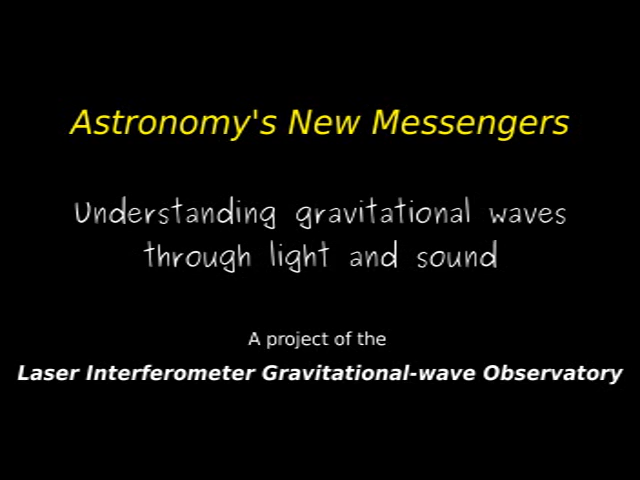 Astronomy's New Messengers
Understanding gravitational waves
through light and sound
A project of the
Laser Interferometer Gravitational-wave Observatory